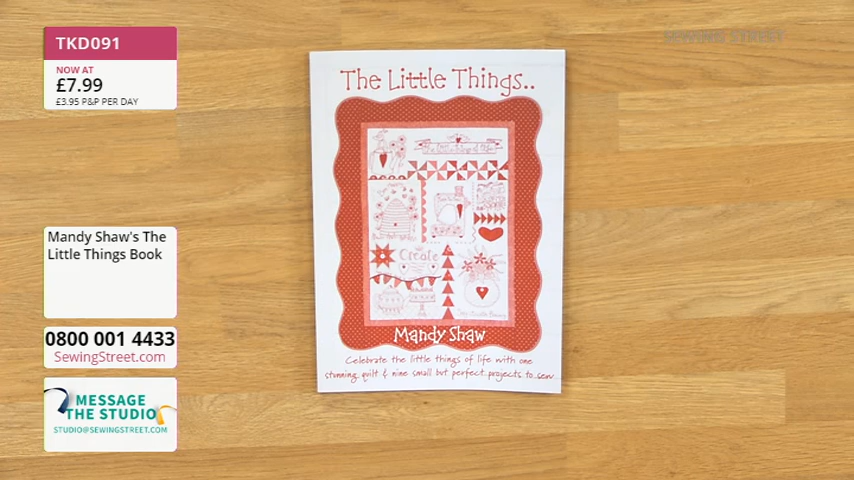 TKD091
NOW AT
£7.99
£3.95 P&P PER DAY
Mandy Shaw's The
Little Things Book
0800 001 4433
SewingStreet.com
MESSAGE
THE STUDIO
STUDIO@SEWINGSTREET.COM
SEWING STREET
The Little Things..
Create
Mandy Shaw
Celebrate the little things of life with one
stunning quilt & nine small but perfect projects to sew